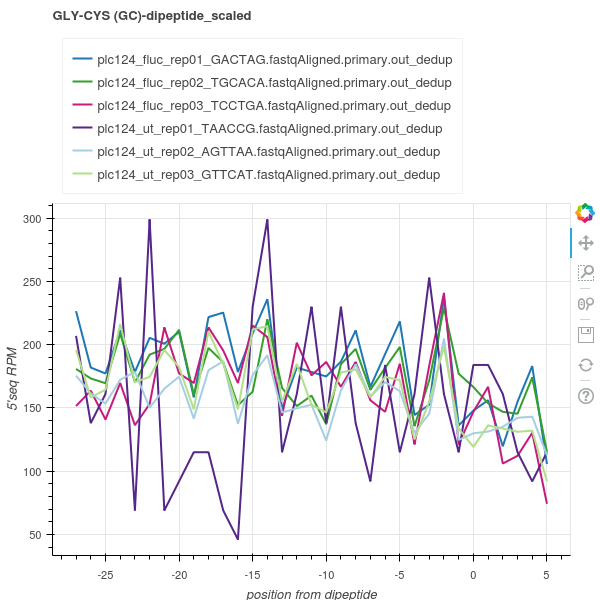 GLY-CYS (GC)-dipeptide_scaled
plc124_fluc_rep01_GACTAG.fastqAligned.primary.out_dedup
plc124_fluc_rep02_TGCACA.fastqAligned.primary.out_dedup
plc124_fluc_rep03_TCCTGA.fastqAligned.primary.out_dedup
plc124_ut_rep01_TAACCG.fastqAligned.primary.out_dedup
plc124_ut_rep02_AGTTAA.fastqAligned.primary.out_dedup
plc124_ut_rep03_GTTCAT.fastqAligned.primary.out_dedup
5'seq RPM
300
250
200
150
100
50
-25 -20 -15 -10 -5 0 5
position from dipeptide